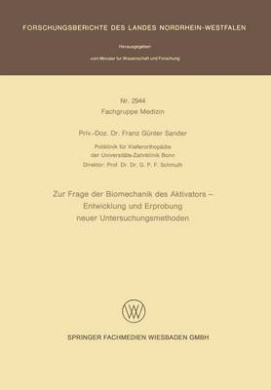 FORSCHUNGSBERICHTE DES LANDES NORDRHEIN-WESTFALEN
Herausgegeben
vom Minister für Wissenschaft und Forschung
Nr. 2944
Fachgruppe Medizin
Priv.-Doz. Dr. Franz Günter Sander
Poliklinik für Kieferorthopädie
der Universitäts-Zahnklinik Bonn
Direktor: Prof. Dr. Dr. G. P. F. Schmuth
Zur Frage der Biomechanik des Aktivators –
Entwicklung und Erprobung
neuer Untersuchungsmethoden
SPRINGER FACHMEDIEN WIESBADEN GMBH